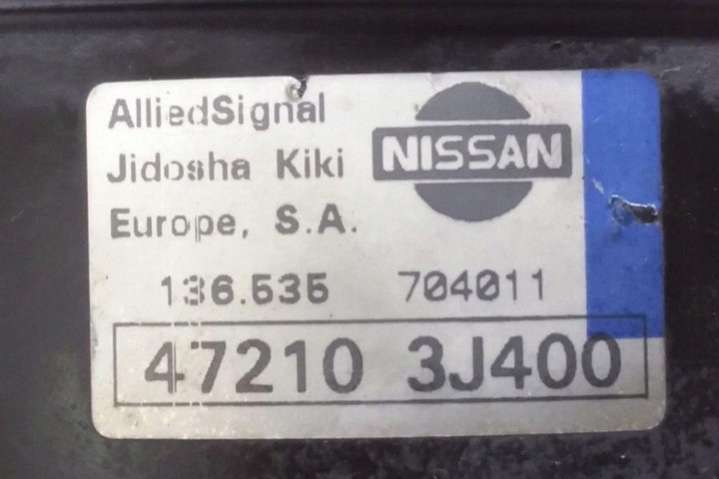 AlliedSignal
Jidosha Kiki
Europe, S.A.
NISSAN
136.535 704011
47210 3J400